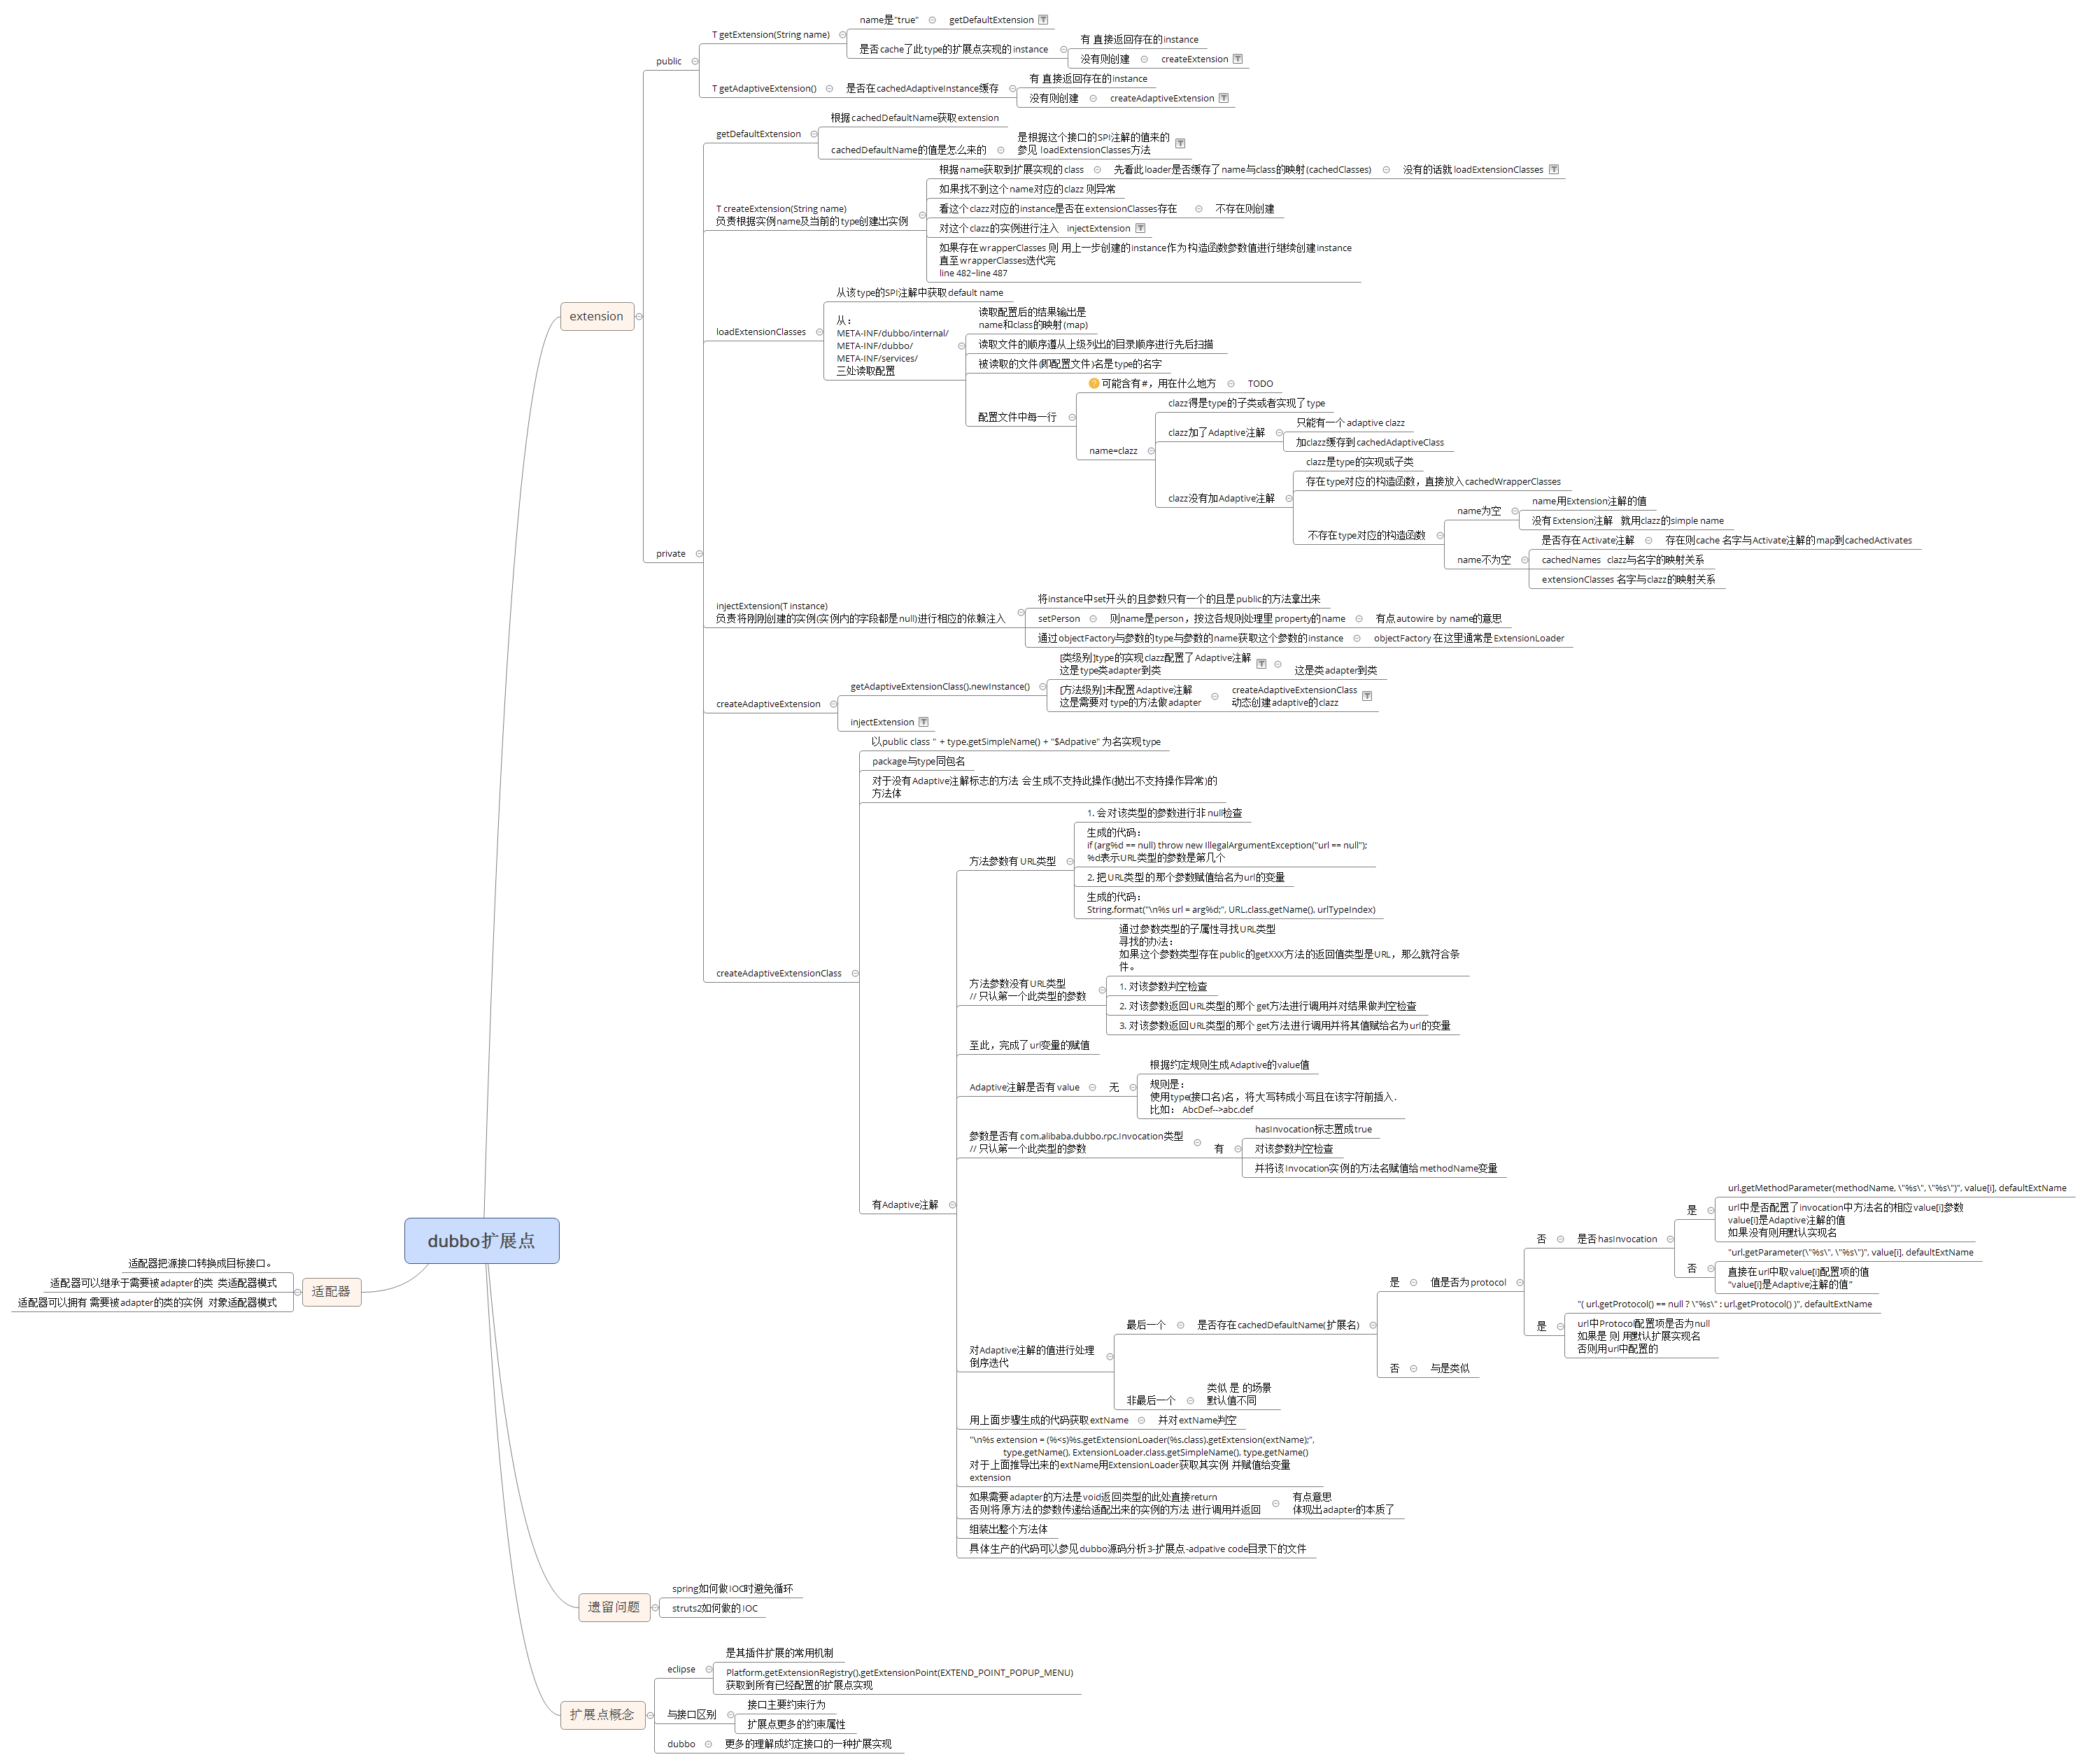 dubbo扩展点
extension
public
T getExtension(String name)
name是"true"
getDefaultExtension
是否cache了此type的扩展点实现的instance
有 直接返回存在的instance
没有则创建
createExtension
T getAdaptiveExtension()
是否在cachedAdaptiveInstance缓存
有 直接返回存在的instance
没有则创建
createAdaptiveExtension
private
getDefaultExtension
根据cachedDefaultName获取extension
cachedDefaultName的值是怎么来的
是根据这个接口的SPI注解的值来的
参见 loadExtensionClasses方法
T createExtension(String name)
负责根据实例name及当前的type创建出实例
根据name获取到扩展实现的class
先看此loader是否缓存了name与class的映射(cachedClasses)
没有的话就loadExtensionClasses
如果找不到这个name对应的clazz 则异常
看这个clazz对应的instance是否在extensionClasses存在
不存在则创建
对这个clazz的实例进行注入 injectExtension
如果存在wrapperClasses 则 用上一步创建的instance作为构造函数参数值进行继续创建instance
直至wrapperClasses迭代完
line 482~line 487
loadExtensionClasses
从该type的SPI注解中获取default name
从：
META-INF/dubbo/internal/
META-INF/dubbo/
META-INF/services/
三处读取配置
读取配置后的结果输出是
name和class的映射(map)
读取文件的顺序遵从上级列出的目录顺序进行先后扫描
被读取的文件(即配置文件)名是type的名字
配置文件中每一行
可能含有#，用在什么地方
TODO
name=clazz
clazz得是type的子类或者实现了type
clazz加了Adaptive注解
只能有一个adaptive clazz
加clazz缓存到cachedAdaptiveClass
clazz没有加Adaptive注解
clazz是type的实现或子类
存在type对应的构造函数，直接放入cachedWrapperClasses
不存在type对应的构造函数
name为空
name用Extension注解的值
没有Extension注解 就用clazz的simple name
name不为空
是否存在Activate注解
存在则cache 名字与Activate注解的map到cachedActivates
cachedNames clazz与名字的映射关系
extensionClasses 名字与clazz的映射关系
injectExtension(T instance)
负责将刚刚创建的实例(实例内的字段都是null)进行相应的依赖注入
将instance中set开头的且参数只有一个的且是public的方法拿出来
setPerson
则name是person，按这各规则处理里property的name
有点autowire by name的意思
通过objectFactory与参数的type与参数的name获取这个参数的instance
objectFactory 在这里通常是ExtensionLoader
createAdaptiveExtension
getAdaptiveExtensionClass().newInstance()
[类级别]type的实现clazz配置了Adaptive注解
这是type类adapter到类
这是类adapter到类
[方法级别]未配置Adaptive注解
这是需要对type的方法做adapter
createAdaptiveExtensionClass
动态创建adaptive的clazz
injectExtension
createAdaptiveExtensionClass
以public class " + type.getSimpleName() + "$Adpative" 为名实现type
package与type同包名
对于没有Adaptive注解标志的方法 会生成不支持此操作(抛出不支持操作异常)的
方法体
有Adaptive注解
方法参数有URL类型
1. 会对该类型的参数进行非null检查
生成的代码：
if (arg%d == null) throw new IllegalArgumentException("url == null");
%d表示URL类型的参数是第几个
2. 把URL类型的那个参数赋值给名为url的变量
生成的代码：
String.format("\n%s url = arg%d;", URL.class.getName(), urlTypeIndex)
方法参数没有URL类型
// 只认第一个此类型的参数
通过参数类型的子属性寻找URL类型
寻找的办法：
如果这个参数类型存在public的getXXX方法的返回值类型是URL，那么就符合条
件。
1. 对该参数判空检查
2. 对该参数返回URL类型的那个get方法进行调用并对结果做判空检查
3. 对该参数返回URL类型的那个get方法进行调用并将其值赋给名为url的变量
至此，完成了url变量的赋值
Adaptive注解是否有value
无
根据约定规则生成Adaptive的value值
规则是：
使用type(接口名)名，将大写转成小写且在该字符前插入.
比如： AbcDef-->abc.def
参数是否有com.alibaba.dubbo.rpc.Invocation类型
// 只认第一个此类型的参数
有
hasInvocation标志置成true
对该参数判空检查
并将该Invocation实例的方法名赋值给methodName变量
对Adaptive注解的值进行处理
倒序迭代
最后一个
是否存在cachedDefaultName(扩展名)
是
值是否为protocol
否
是否hasInvocation
是
url.getMethodParameter(methodName, \"%s\", \"%s\")", value[i], defaultExtName
url中是否配置了invocation中方法名的相应value[i]参数
value[i]是Adaptive注解的值
如果没有则用默认实现名
否
"url.getParameter(\"%s\", \"%s\")", value[i], defaultExtName
直接在url中取value[i]配置项的值
"value[i]是Adaptive注解的值"
是
"( url.getProtocol() == null ? \"%s\" : url.getProtocol() )", defaultExtName
url中Protocol配置项是否为null
如果是 则 用默认扩展实现名
否则用url中配置的
否
与是类似
非最后一个
类似 是 的场景
默认值不同
用上面步骤生成的代码获取extName
并对extName判空
"\n%s extension = (%<s)%s.getExtensionLoader(%s.class).getExtension(extName);",
type.getName(), ExtensionLoader.class.getSimpleName(), type.getName()
对于上面推导出来的extName用ExtensionLoader获取其实例 并赋值给变量
extension
如果需要adapter的方法是void返回类型的此处直接return
否则将原方法的参数传递给适配出来的实例的方法 进行调用并返回
有点意思
体现出adapter的本质了
组装出整个方法体
具体生产的代码可以参见dubbo源码分析3-扩展点-adpative code目录下的文件
适配器
适配器把源接口转换成目标接口。
适配器可以继承于需要被adapter的类 类适配器模式
适配器可以拥有 需要被adapter的类的实例 对象适配器模式
遗留问题
spring如何做IOC时避免循环
struts2如何做的IOC
扩展点概念
eclipse
是其插件扩展的常用机制
Platform.getExtensionRegistry().getExtensionPoint(EXTEND_POINT_POPUP_MENU)
获取到所有已经配置的扩展点实现
与接口区别
接口主要约束行为
扩展点更多的约束属性
dubbo
更多的理解成约定接口的一种扩展实现